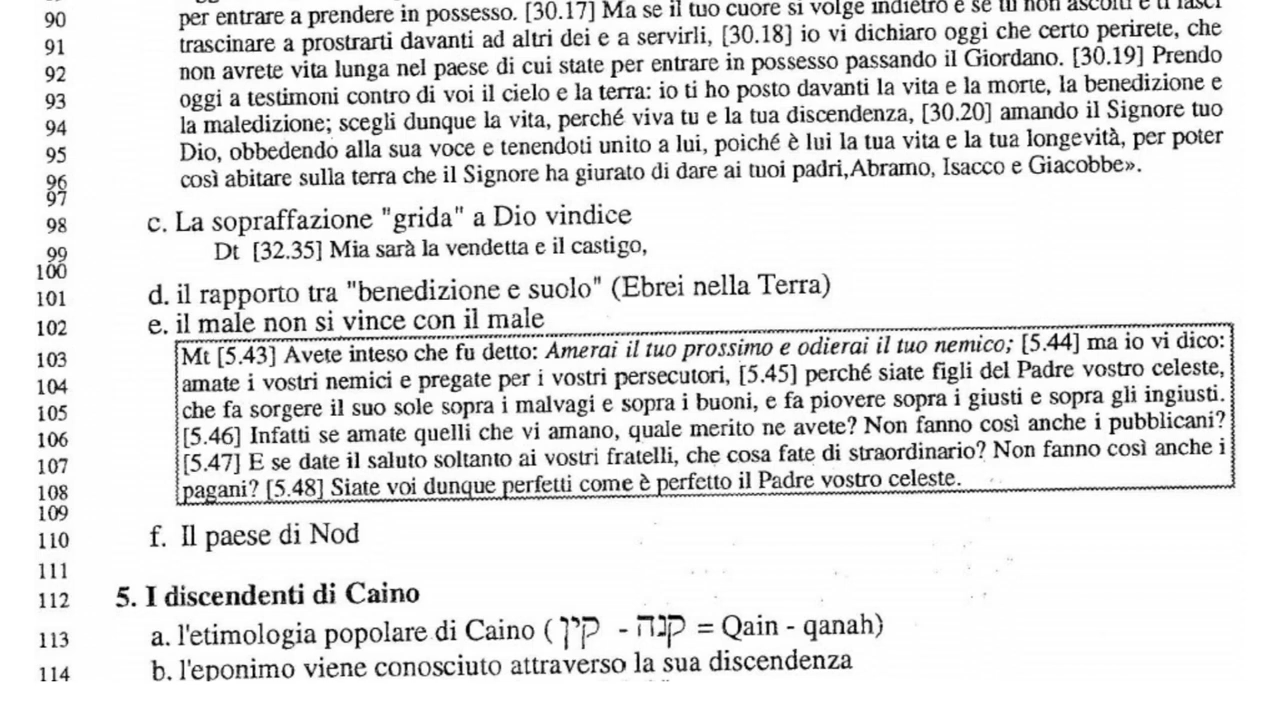 90 per entrare a prendere in possesso. [30.17] Ma se il tuo cuore si volge indietro e se tu non ascolti e ti lasci
91 trascinare a prostrarti davanti ad altri dei e a servirli, [30.18] io vi dichiaro oggi che certo perirete, che
92 non avrete vita lunga nel paese di cui state per entrare in possesso passando il Giordano. [30.19] Prendo
93 oggi a testimoni contro di voi il cielo e la terra: io ti ho posto davanti la vita e la morte, la benedizione e
94 la maledizione; scegli dunque la vita, perché viva tu e la tua discendenza, [30.20] amando il Signore tuo
95 Dio, obbedendo alla sua voce e tenendoti unito a lui, poiché è lui la tua vita e la tua longevità, per poter
96 così abitare sulla terra che il Signore ha giurato di dare ai tuoi padri,Abramo, Isacco e Giacobbe».
97
98 c. La sopraffazione "grida" a Dio vindice
99 Dt [32.35] Mia sarà la vendetta e il castigo,
100
101 d. il rapporto tra "benedizione e suolo" (Ebrei nella Terra)
102 e. il male non si vince con il male
103 Mt [5.43] Avete inteso che fu detto: Amerai il tuo prossimo e odierai il tuo nemico; [5.44] ma io vi dico:
104 amate i vostri nemici e pregate per i vostri persecutori, [5.45] perché siate figli del Padre vostro celeste,
105 che fa sorgere il suo sole sopra i malvagi e sopra i buoni, e fa piovere sopra i giusti e sopra gli ingiusti.
106 [5.46] Infatti se amate quelli che vi amano, quale merito ne avete? Non fanno così anche i pubblicani?
107 [5.47] E se date il saluto soltanto ai vostri fratelli, che cosa fate di straordinario? Non fanno così anche i
108 pagani? [5.48] Siate voi dunque perfetti come è perfetto il Padre vostro celeste.
109
110 f. Il paese di Nod
111
112 5. I discendenti di Caino
113 a. l'etimologia popolare di Caino ( קין - קנה = Qain - qanah)
114 b. l'eponimo viene conosciuto attraverso la sua discendenza